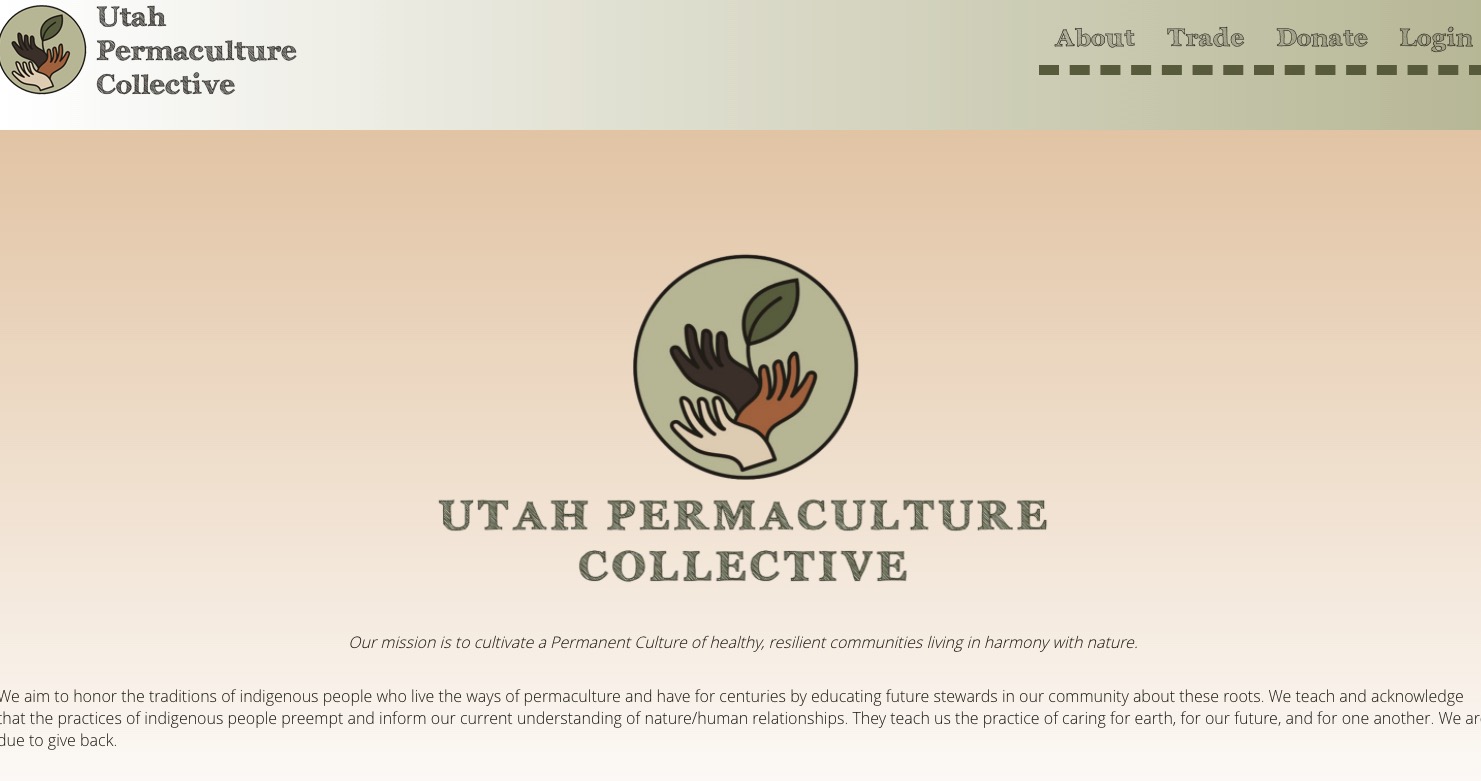 Utah
Permaculture
Collective
About Trade Donate Login
UTAH PERMACULTURE
COLLECTIVE
Our mission is to cultivate a Permanent Culture of healthy, resilient communities living in harmony with nature.
We aim to honor the traditions of indigenous people who live the ways of permaculture and have for centuries by educating future stewards in our community about these roots. We teach and acknowledge
that the practices of indigenous people preempt and inform our current understanding of nature/human relationships. They teach us the practice of caring for earth, for our future, and for one another. We are
due to give back.